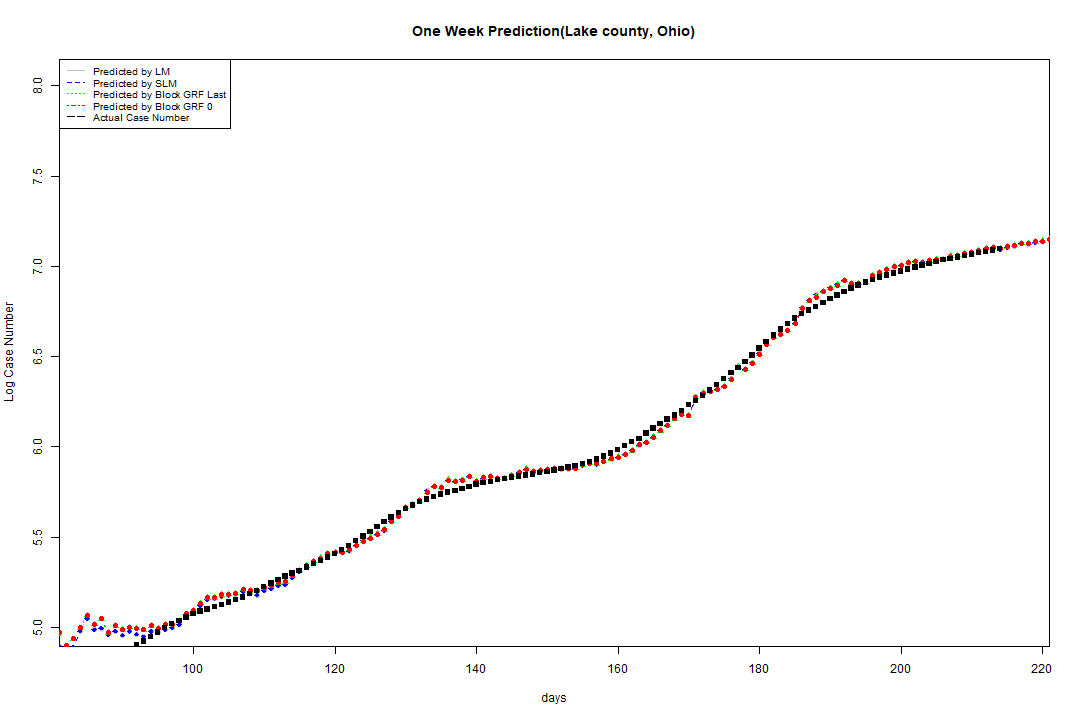 One Week Prediction(Lake county, Ohio)
Predicted by LM
Predicted by SLM
Predicted by Block GRF Last
Predicted by Block GRF 0
Actual Case Number
8.0
7.5
7.0
6.5
6.0
5.5
5.0
Log Case Number
100 120 140 160 180 200 220
days